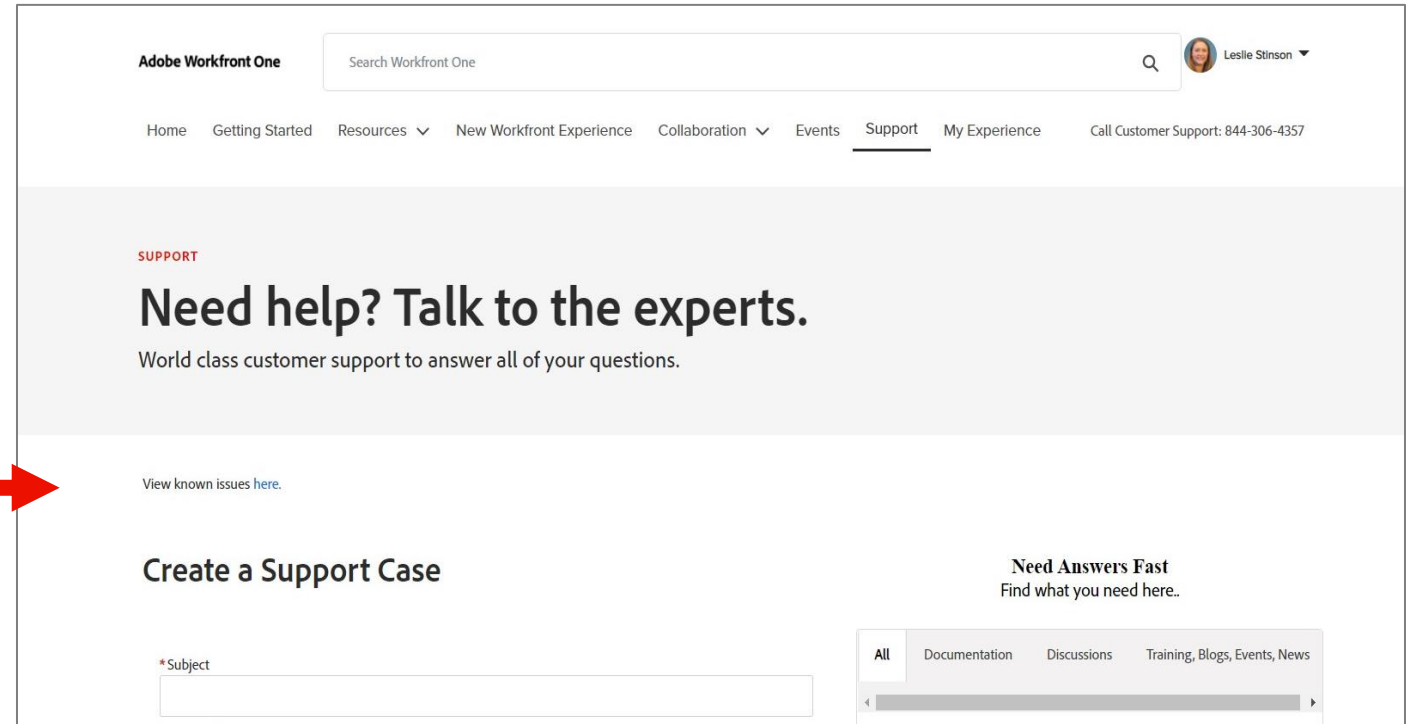 Adobe Workfront One
Search Workfront One
Leslie Stinson
Home Getting Started Resources New Workfront Experience Collaboration Events Support My Experience Call Customer Support: 844-306-4357
SUPPORT
Need help? Talk to the experts.
World class customer support to answer all of your questions.
View known issues here.
Create a Support Case
Need Answers Fast
Find what you need here..
*Subject
All Documentation Discussions Training, Blogs, Events, News